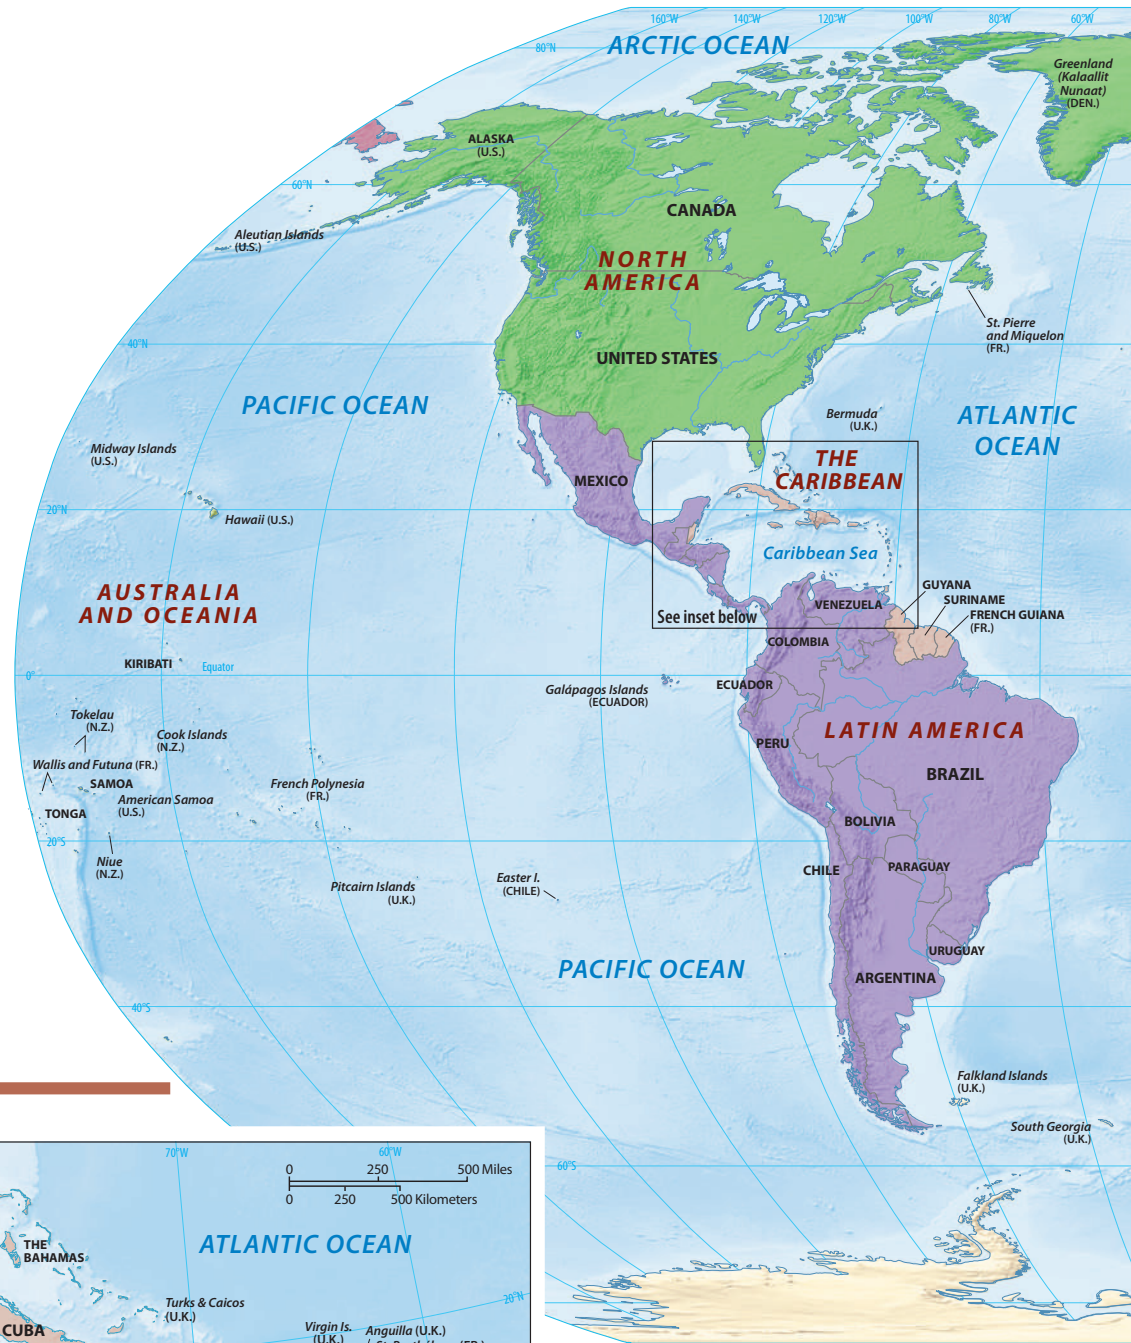 160°W
140°W
120°W
100°W
80°W
60°W
80°N
ARCTIC OCEAN
Greenland
(Kalaallit
Nunaat)
(DEN.)
ALASKA
(U.S.)
60°N
CANADA
Aleutian Islands
(U.S.)
NORTH
AMERICA
St. Pierre
and Miquelon
(FR.)
40°N
UNITED STATES
PACIFIC OCEAN
Bermuda
(U.K.)
ATLANTIC
OCEAN
Midway Islands
(U.S.)
THE
CARIBBEAN
MEXICO
20°N
Hawaii (U.S.)
Caribbean Sea
AUSTRALIA
AND OCEANIA
GUYANA
SURINAME
FRENCH GUIANA
(FR.)
VENEZUELA
See inset below
COLOMBIA
KIRIBATI
Equator
0°
ECUADOR
Galápagos Islands
(ECUADOR)
Tokelau
(N.Z.)
Cook Islands
(N.Z.)
LATIN AMERICA
PERU
Wallis and Futuna (FR.)
BRAZIL
SAMOA
American Samoa
(U.S.)
French Polynesia
(FR.)
TONGA
BOLIVIA
20°S
Niue
(N.Z.)
CHILE
PARAGUAY
Easter I.
(CHILE)
Pitcairn Islands
(U.K.)
URUGUAY
PACIFIC OCEAN
ARGENTINA
40°S
Falkland Islands
(U.K.)
South Georgia
(U.K.)
60°S
70°W
60°W
0
250
500 Miles
0
250
500 Kilometers
THE
BAHAMAS
ATLANTIC OCEAN
Turks & Caicos
(U.K.)
20°N
CUBA
Virgin Is.
(U.K.)
Anguilla (U.K.)